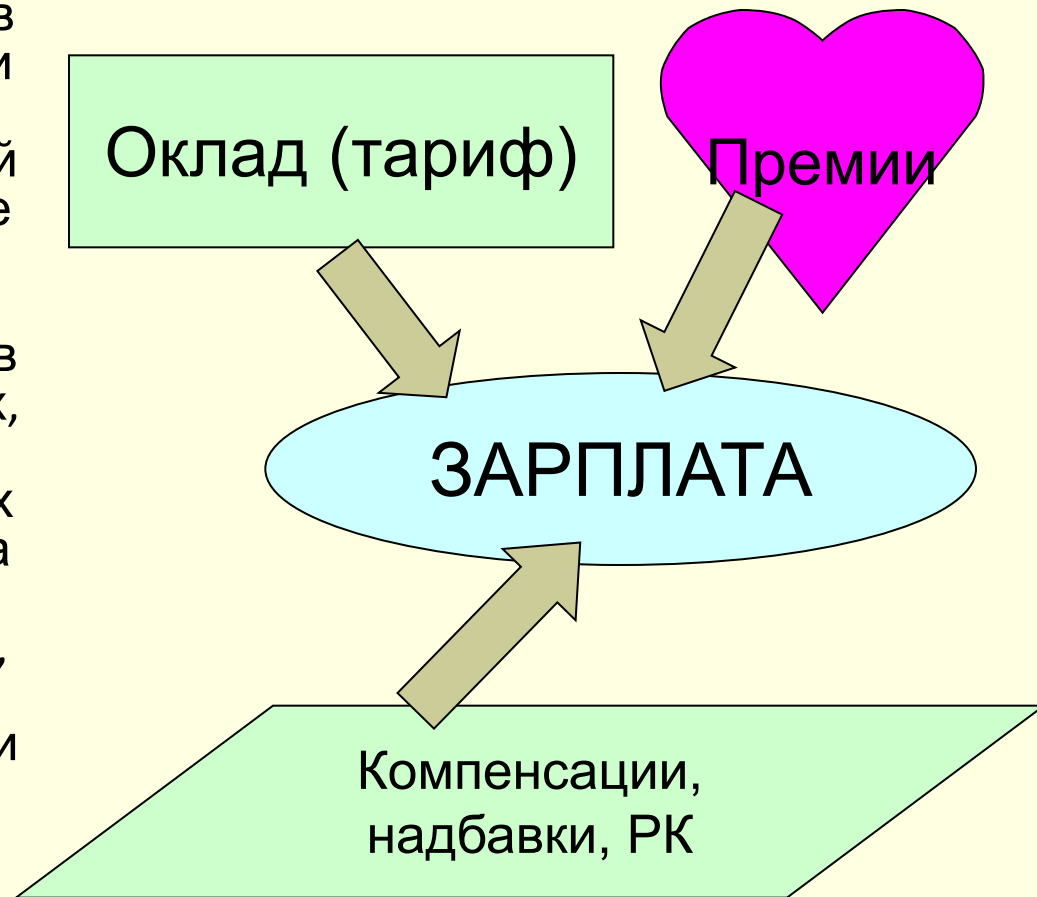 Оклад (тариф)
Премии
ЗАРПЛАТА
Компенсации,
надбавки, РК